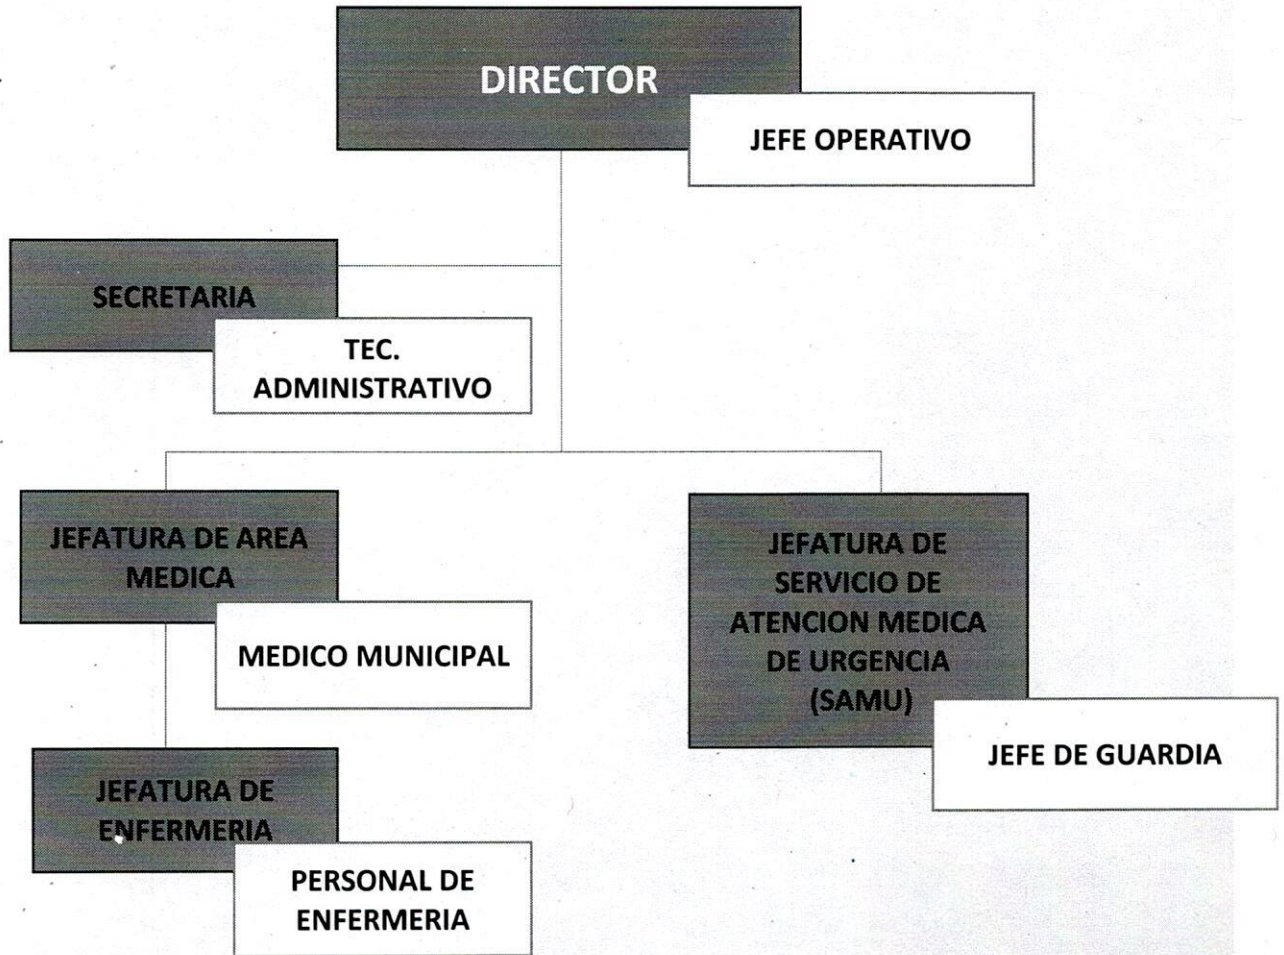 DIRECTOR
JEFE OPERATIVO
SECRETARIA
TEC.
ADMINISTRATIVO
JEFATURA DE AREA
MEDICA
MEDICO MUNICIPAL
JEFATURA DE
SERVICIO DE
ATENCION MEDICA
DE URGENCIA
(SAMU)
JEFE DE GUARDIA
JEFATURA DE
ENFERMERIA
PERSONAL DE
ENFERMERIA